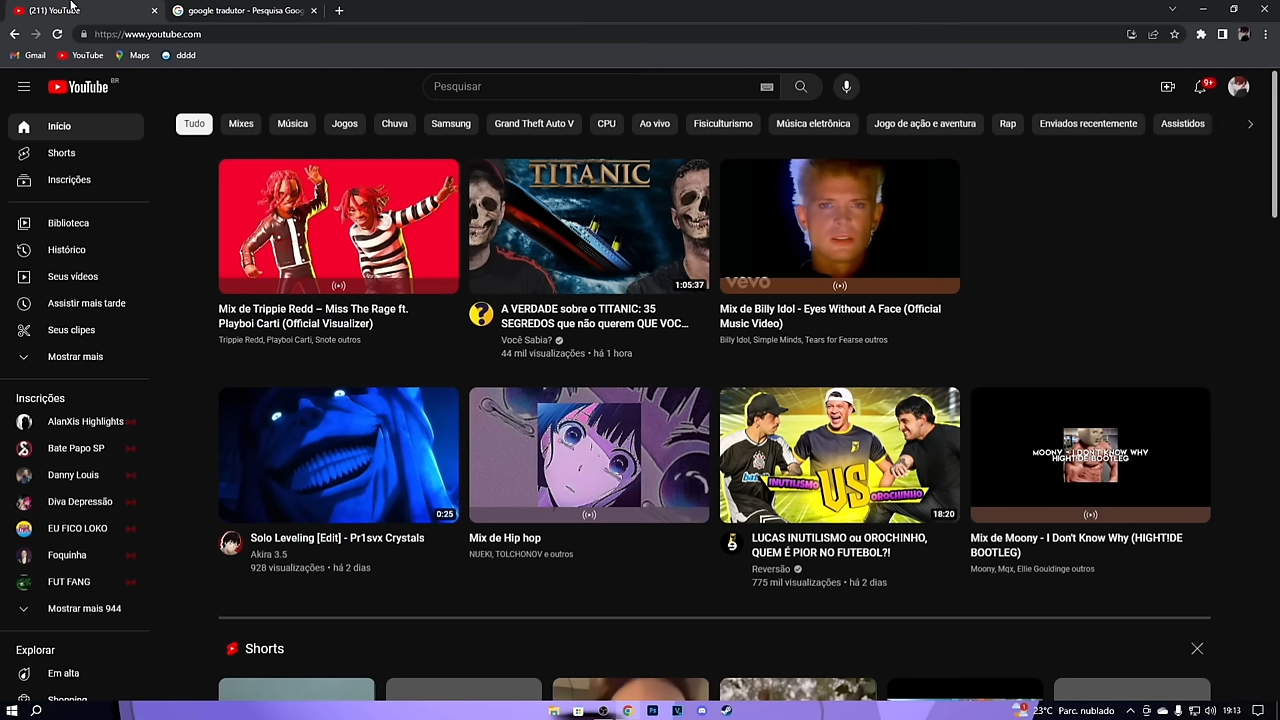 (211) YouTube
google tradutor - Pesquisa Goog
https://www.youtube.com
Gmail
YouTube
Maps
dddd
YouTube BR
Pesquisar
9+
Tudo
Mixes
Música
Jogos
Chuva
Samsung
Grand Theft Auto V
CPU
Ao vivo
Fisiculturismo
Música eletrônica
Jogo de ação e aventura
Rap
Enviados recentemente
Assistidos
Início
Shorts
Inscrições
Biblioteca
Histórico
Seus vídeos
Assistir mais tarde
Seus clipes
Mostrar mais
Inscrições
AlanXis Highlights
Bate Papo SP
Danny Louis
Diva Depressão
EU FICO LOKO
Foquinha
FUT FANG
Mostrar mais 944
Explorar
Em alta
Shopping
Mix de Trippie Redd – Miss The Rage ft.
Playboi Carti (Official Visualizer)
Trippie Redd, Playboi Carti, Snote outros
TITANIC
1:05:37
A VERDADE sobre o TITANIC: 35
SEGREDOS que não querem QUE VOC...
Você Sabia?
44 mil visualizações • há 1 hora
vevo
Mix de Billy Idol - Eyes Without A Face (Official
Music Video)
Billy Idol, Simple Minds, Tears for Fearse outros
0:25
Solo Leveling [Edit] - Pr1svx Crystals
Akira 3.5
928 visualizações • há 2 dias
Mix de Hip hop
NUEKI, TOLCHONOV e outros
INUTILISMO
US
OROCHINHO
18:20
LUCAS INUTILISMO ou OROCHINHO,
QUEM É PIOR NO FUTEBOL?!
Reversão
775 mil visualizações • há 2 dias
MOONY - I DON'T KNOW WHY
HIGHTIDE BOOTLEG
Mix de Moony - I Don't Know Why (HIGHT!DE
BOOTLEG)
Moony, Mqx, Ellie Gouldinge outros
Shorts
23°C Parc. nublado
19:13